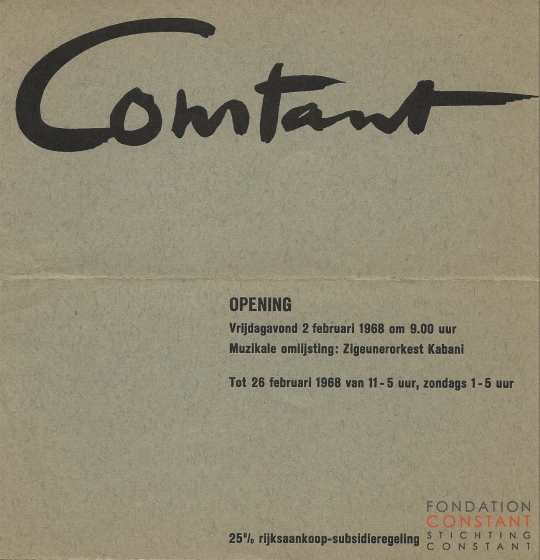 Constant
OPENING
Vrijdagavond 2 februari 1968 om 9.00 uur
Muzikale omlijsting: Zigeunerorkest Kabani
Tot 26 februari 1968 van 11-5 uur, zondags 1-5 uur
25% rijksaankoop-subsidieregeling
FONDATION
CONSTANT
STICHTING
CONSTANT